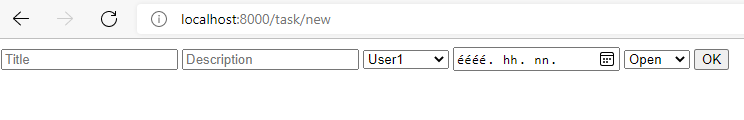 localhost:8000/task/new
Title Description User1 éééé. hh. nn. Open OK